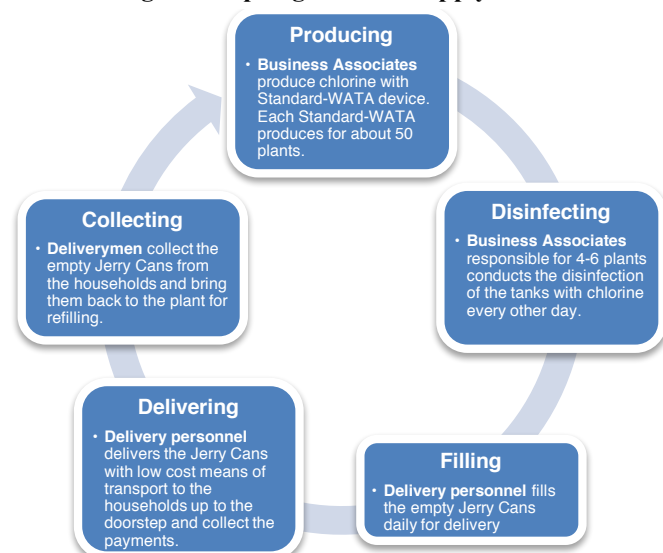 Producing
• Business Associates
produce chlorine with
Standard-WATA device.
Each Standard-WATA
produces for about 50
plants.
Disinfecting
• Business Associates
responsible for 4-6 plants
conducts the disinfection
of the tanks with chlorine
every other day.
Filling
• Delivery personnel fills
the empty Jerry Cans
daily for delivery
Delivering
• Delivery personnel
delivers the Jerry Cans
with low cost means of
transport to the
households up to the
doorstep and collect the
payments.
Collecting
• Deliverymen collect the
empty Jerry Cans from
the households and bring
them back to the plant for
refilling.